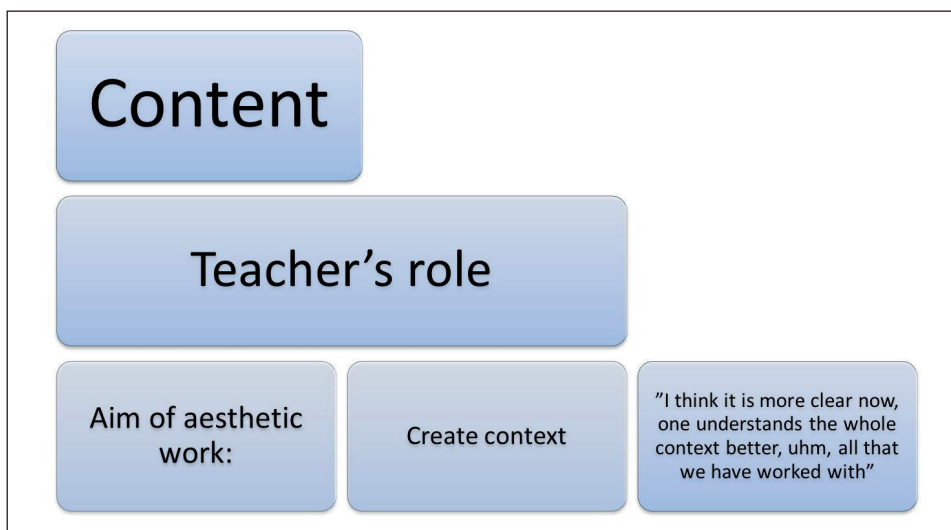 Content
Teacher’s role
Aim of aesthetic
work:
Create context
”I think it is more clear now,
one understands the whole
context better, uhm, all that
we have worked with”